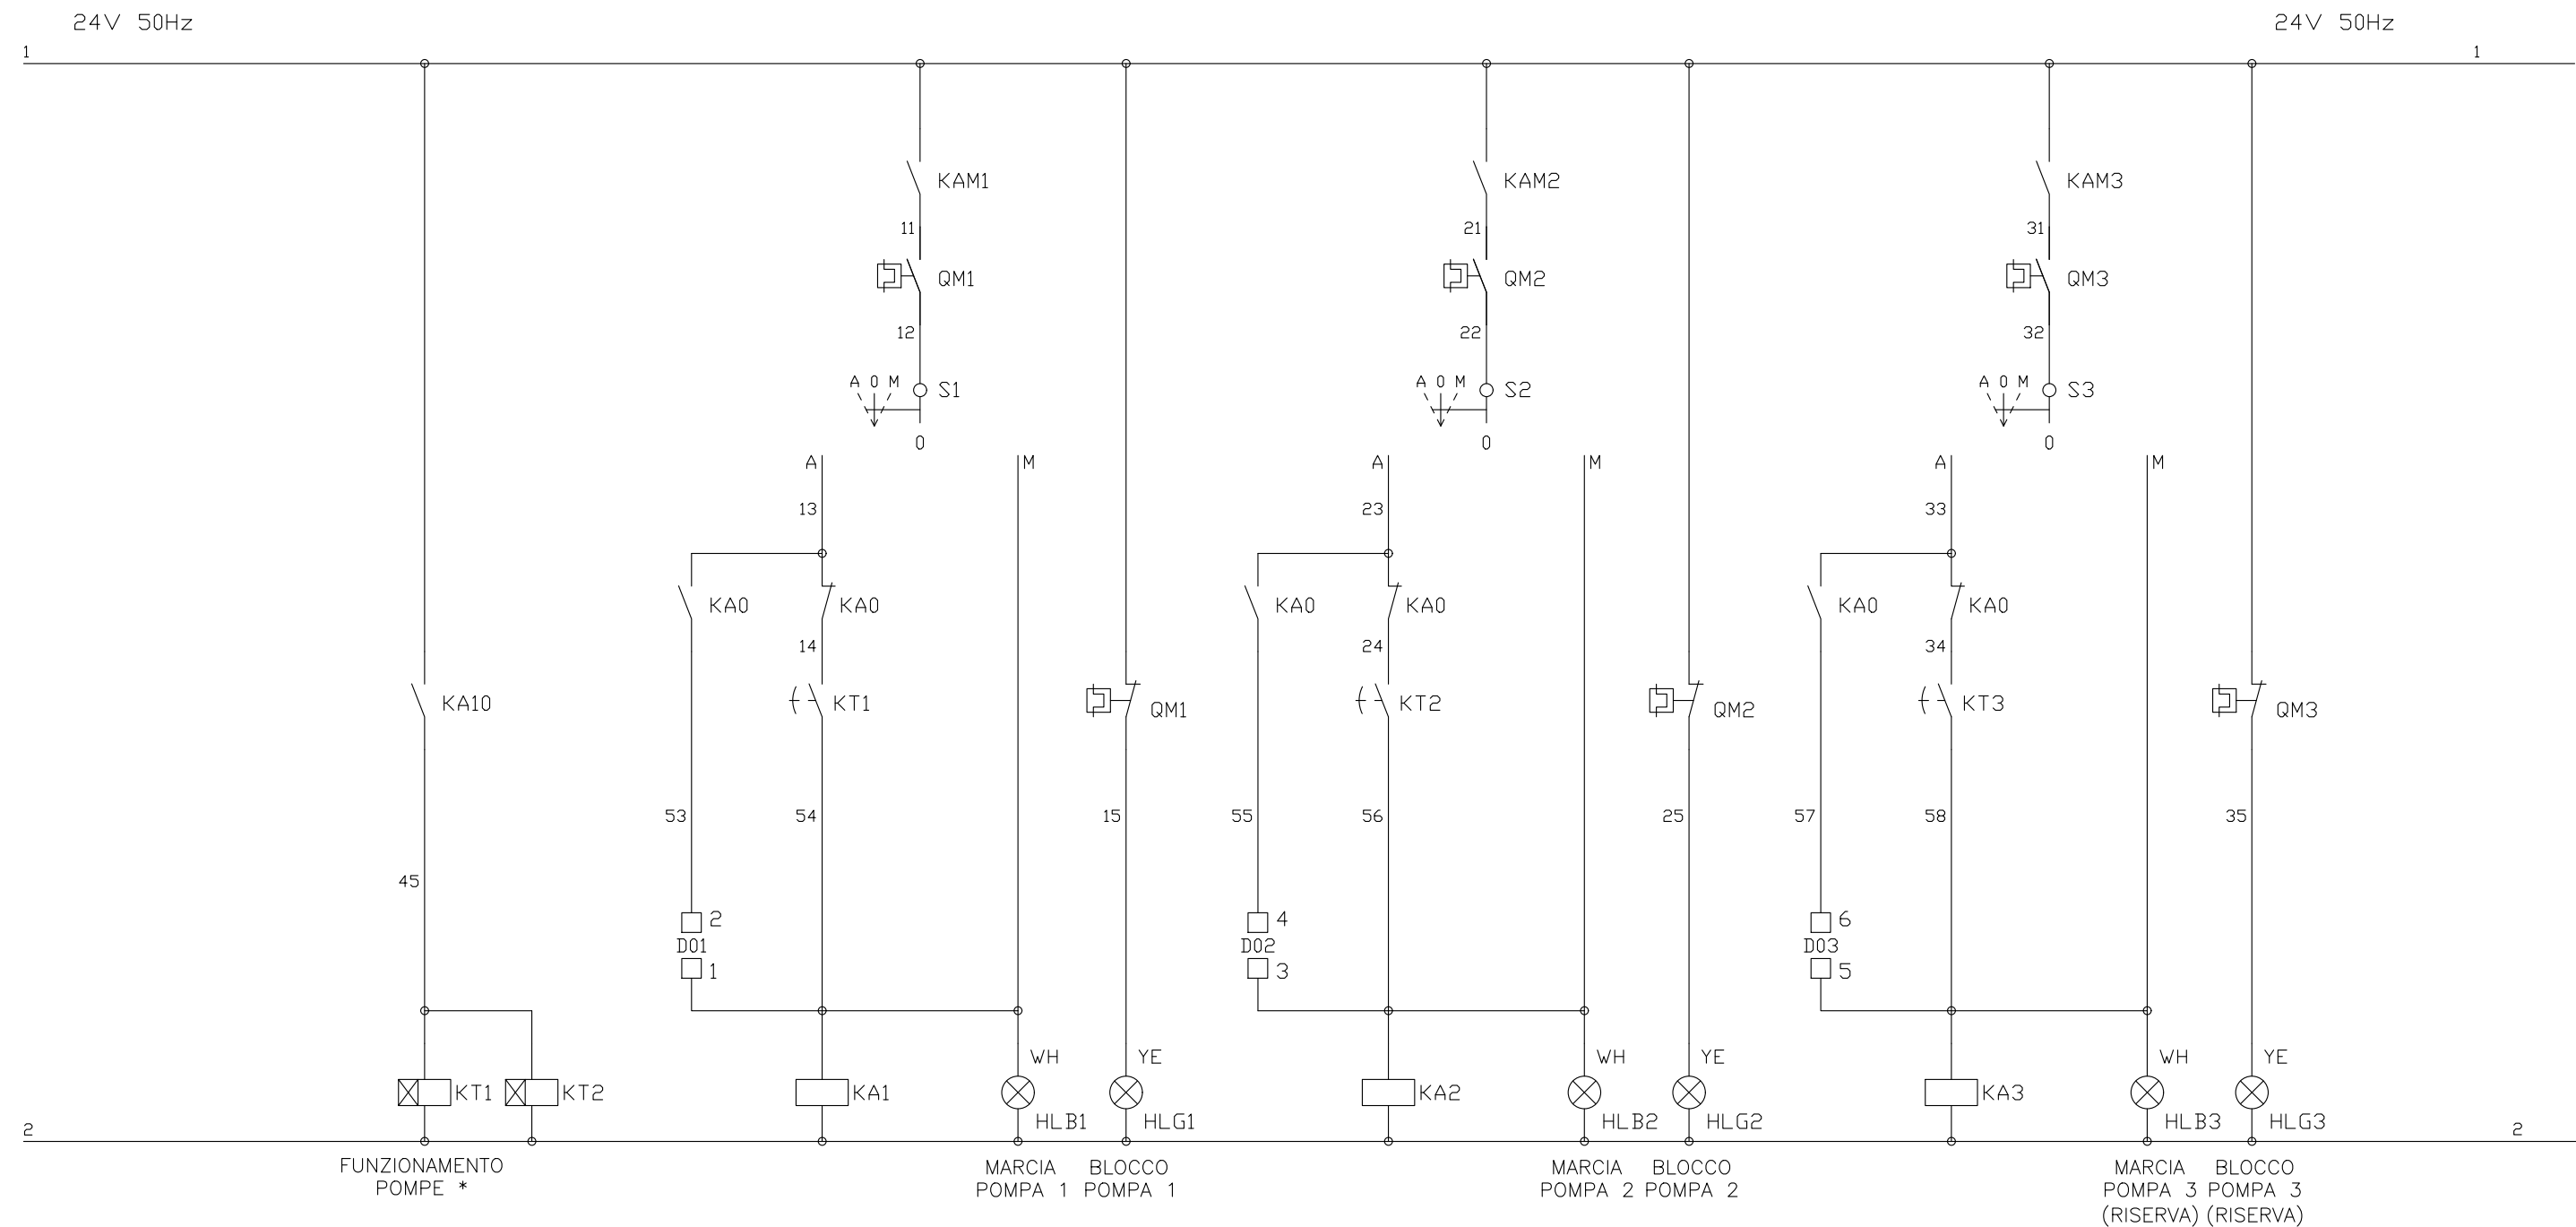 24V 50Hz
24V 50Hz
1
1
KAM1
KAM2
KAM3
11
21
31
QM1
QM2
QM3
12
22
32
A 0 M
S1
A 0 M
S2
A 0 M
S3
0
0
0
A
M
A
M
A
M
13
23
33
KA0
KA0
KA0
KA0
KA0
KA0
14
24
34
KA10
KT1
QM1
KT2
QM2
KT3
QM3
53
54
15
55
56
25
57
58
35
45
2
4
6
D01
D02
D03
1
3
5
WH
YE
WH
YE
WH
YE
KT1
KT2
KA1
KA2
KA3
HLB1
HLG1
HLB2
HLG2
HLB3
HLG3
2
2
FUNZIONAMENTO
POMPE *
MARCIA
POMPA 1
BLOCCO
POMPA 1
MARCIA
POMPA 2
BLOCCO
POMPA 2
MARCIA
POMPA 3
(RISERVA)
BLOCCO
POMPA 3
(RISERVA)